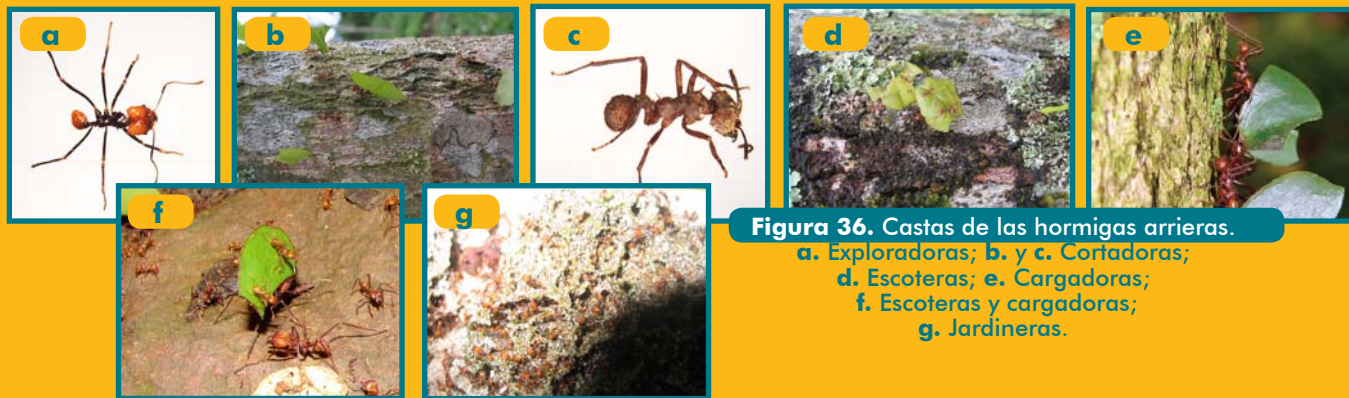 a
b
c
d
e
f
g
Figura 36. Castas de las hormigas arrieras.
a. Exploradoras; b. y c. Cortadoras;
d. Escoteras; e. Cargadoras;
f. Escoteras y cargadoras;
g. Jardineras.